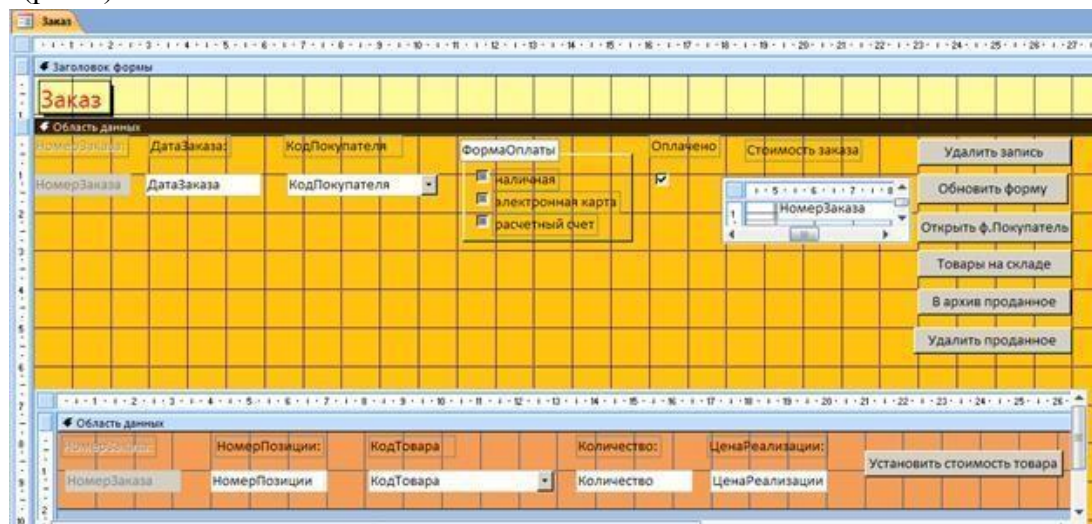 Заказ
Заголовок формы
Заказ
Область данных
НомерЗаказа: ДатаЗаказа: КодПокупателя ФормаОплаты Оплачено Стоимость заказа Удалить запись
НомерЗаказа ДатаЗаказа КодПокупателя наличная НомерЗаказа Обновить форму
электронная карта
расчетный счет Открыть ф.Покупатель
Товары на складе
В архив проданное
Удалить проданное
Область данных
НомерЗаказа: НомерПозиции: КодТовара Количество: ЦенаРеализации: Установить стоимость товара
НомерЗаказа НомерПозиции КодТовара Количество ЦенаРеализации